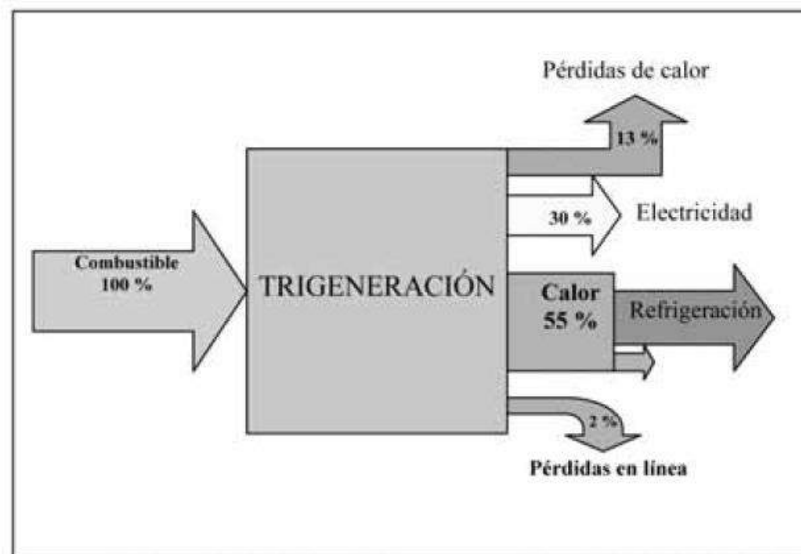 Pérdidas de calor
13 %
30 %
Electricidad
Combustible
100 %
TRIGENERACIÓN
Calor
55 %
Refrigeración
2 %
Pérdidas en línea